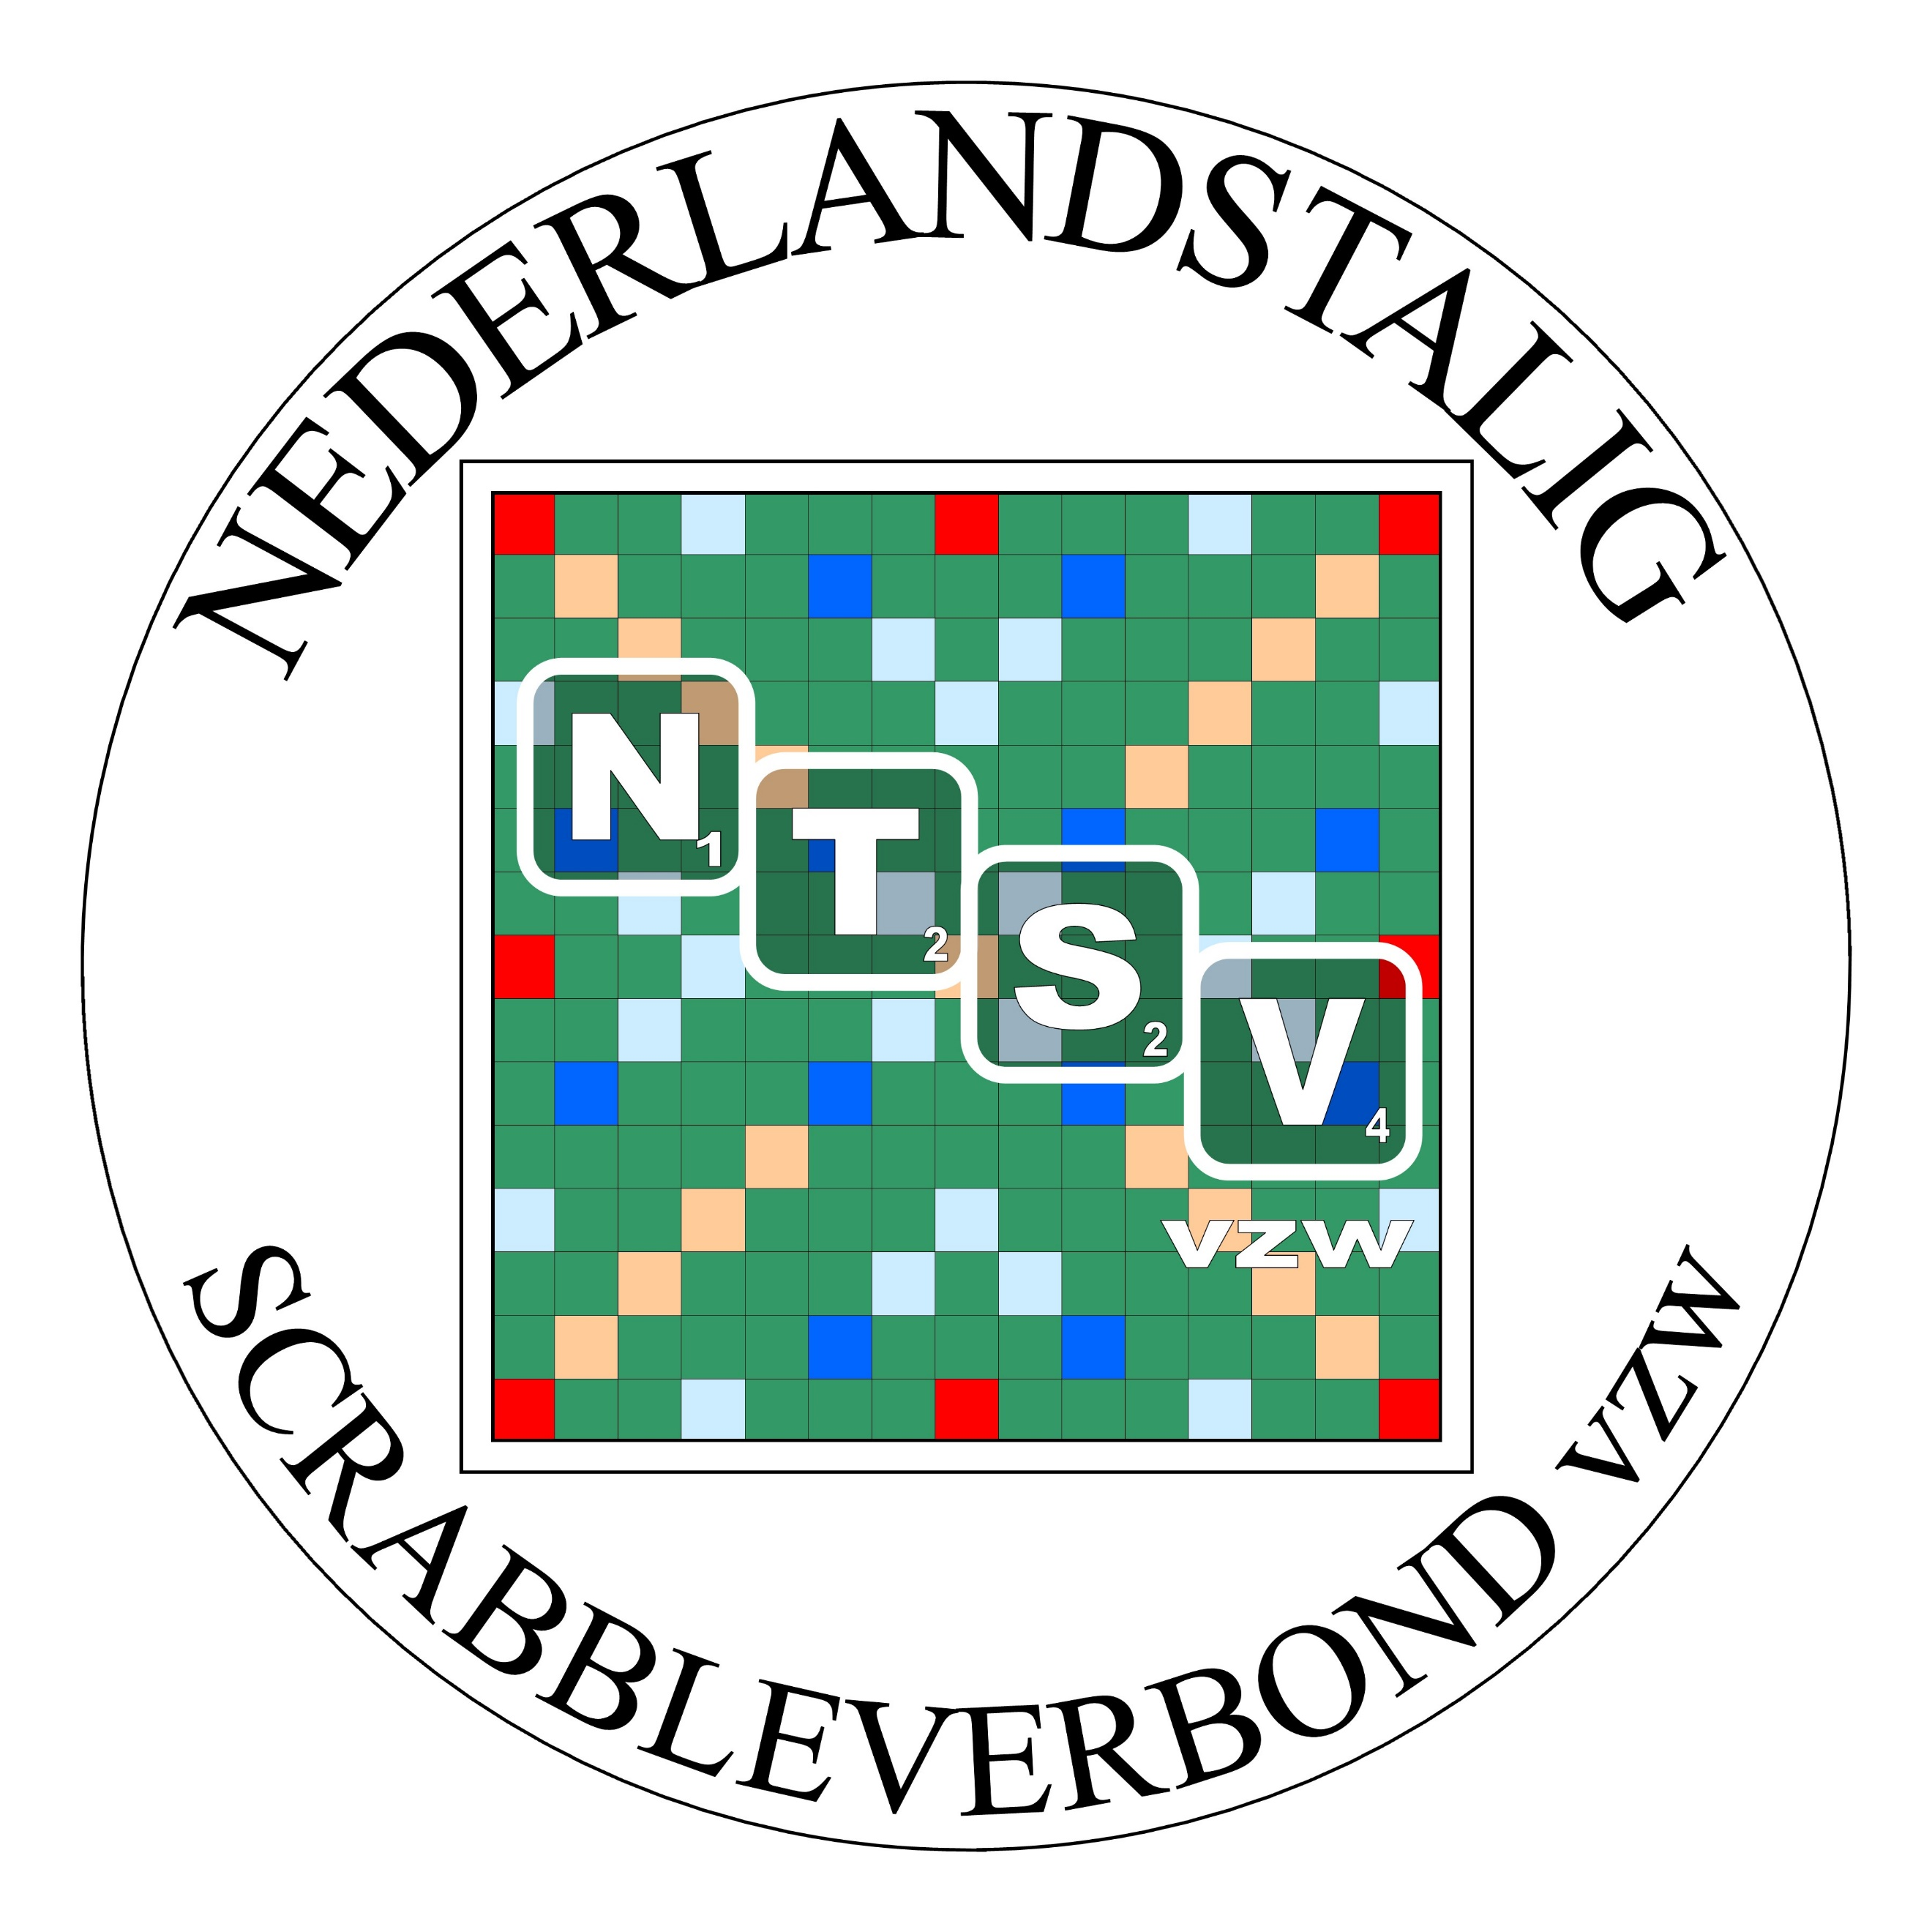 NEDERLANDSTALIG
N1
T2
S2
V4
vzw
SCRABBLEVERBOND vzw